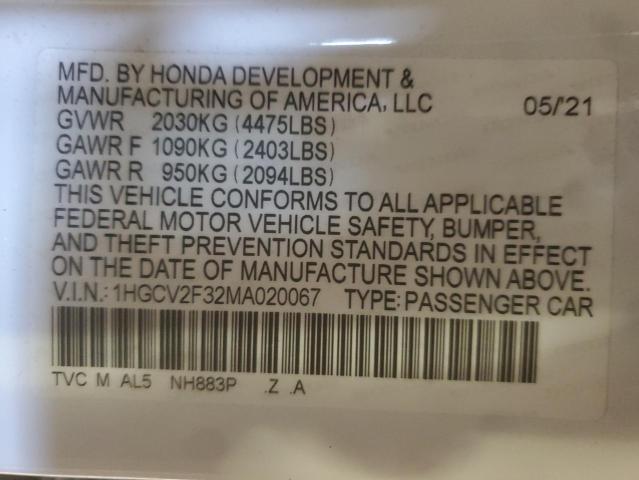 MFD. BY HONDA DEVELOPMENT &
MANUFACTURING OF AMERICA, LLC 05/'21
GVWR 2030KG (4475LBS)
GAWR F 1090KG (2403LBS)
GAWR R 950KG (2094LBS)
THIS VEHICLE CONFORMS TO ALL APPLICABLE
FEDERAL MOTOR VEHICLE SAFETY, BUMPER,
AND THEFT PREVENTION STANDARDS IN EFFECT
ON THE DATE OF MANUFACTURE SHOWN ABOVE.
V.I.N.: 1HGCV2F32MA020067 TYPE: PASSENGER CAR
TVC M AL5 NH883P .Z .A